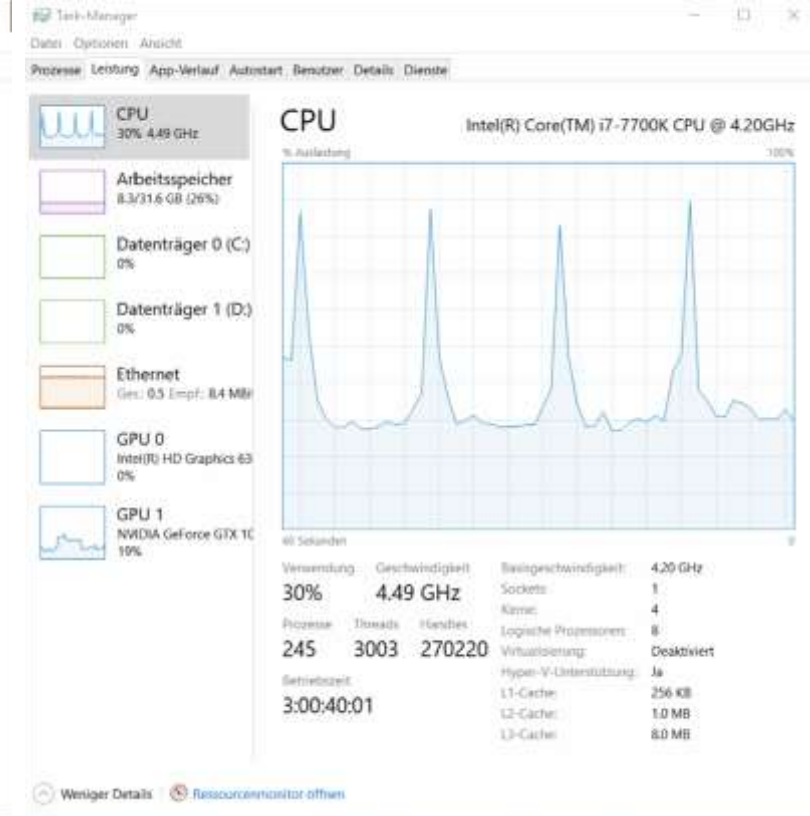 Task-Manager
Datei Optionen Ansicht
Prozesse Leistung App-Verlauf Autostart Benutzer Details Dienste
CPU
30% 4,49 GHz
Arbeitsspeicher
8.3/31.6 GB (26%)
Datenträger 0 (C:)
0%
Datenträger 1 (D:)
0%
Ethernet
Ges.: 0.5 Empf.: 8.4 MBi
GPU 0
Intel(R) HD Graphics 63
0%
GPU 1
NVIDIA GeForce GTX 10
19%
CPU
Intel(R) Core(TM) i7-7700K CPU @ 4.20GHz
% Auslastung 100%
60 Sekunden 0
Verwendung Geschwindigkeit
30% 4.49 GHz
Prozesse Threads Handles
245 3003 270220
Betriebszeit
3:00:40:01
Basisgeschwindigkeit: 4,20 GHz
Sockets: 1
Kerne: 4
Logische Prozessoren: 8
Virtualisierung: Deaktiviert
Hyper-V-Unterstützung: Ja
L1-Cache: 256 KB
L2-Cache: 1.0 MB
L3-Cache: 8.0 MB
Weniger Details Ressourcenmonitor öffnen